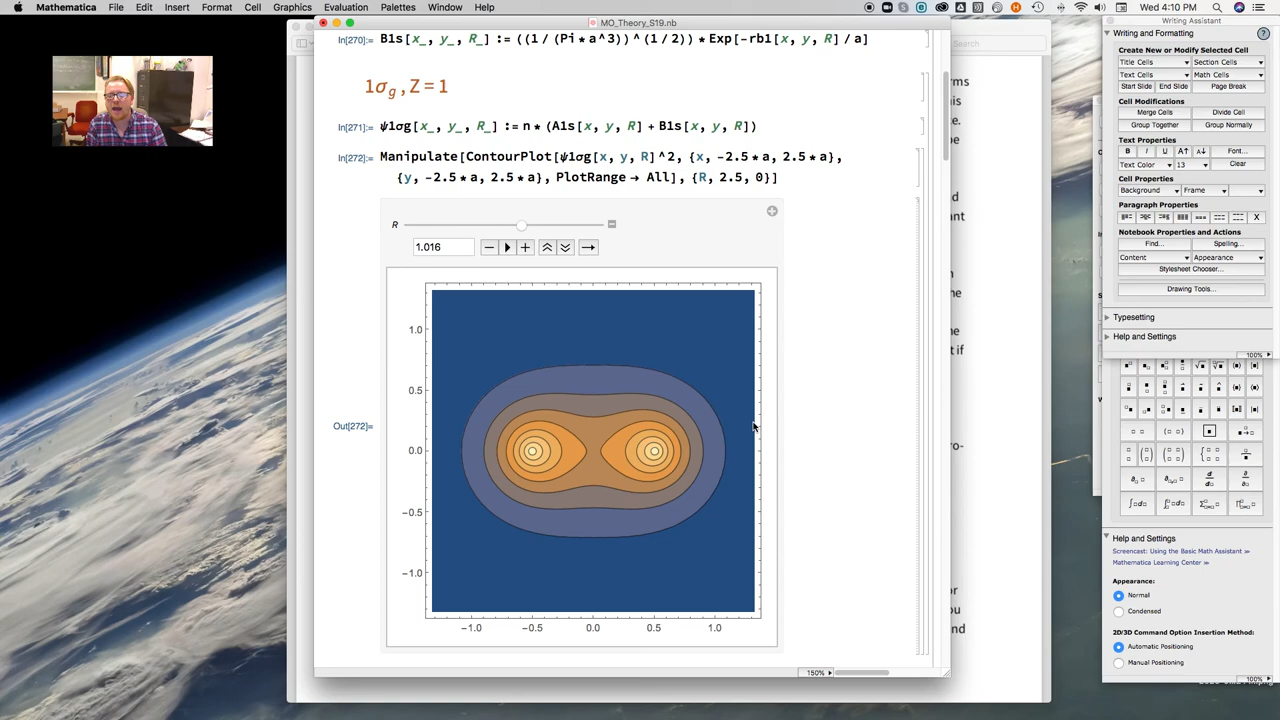 Mathematica File Edit Insert Format Cell Graphics Evaluation Palettes Window Help
Wed 4:10 PM
MO_Theory_S19.nb
In[270]:= B1s[x_, y_, R_] := ((1 / (Pi * a^3))^(1 / 2)) * Exp[-rb1[x, y, R] / a]
1σg, Z = 1
In[271]:= ψ1σg[x_, y_, R_] := n * (A1s[x, y, R] + B1s[x, y, R])
In[272]:= Manipulate[ContourPlot[ψ1σg[x, y, R]^2, {x, -2.5 * a, 2.5 * a},
{y, -2.5 * a, 2.5 * a}, PlotRange → All], {R, 2.5, 0}]
R
1.016
Out[272]=
1.0
0.5
0.0
-0.5
-1.0
-1.0 -0.5 0.0 0.5 1.0
150%
Search
Writing Assistant
Writing and Formatting
Create New or Modify Selected Cell
Title Cells Section Cells
Text Cells Math Cells
Start Slide End Slide Page Break
Cell Modifications
Merge Cells Divide Cell
Group Together Group Normally
Text Properties
B I U A↑ A↓ Font...
Text Color 13 Clear
Cell Properties
Background Frame
Paragraph Properties
Notebook Properties and Actions
Find... Spelling...
Content Appearance
Stylesheet Chooser...
Drawing Tools...
Typesetting
Help and Settings
100%
Help and Settings
Screencast: Using the Basic Math Assistant »
Mathematica Learning Center »
Appearance:
Normal
Condensed
2D/3D Command Option Insertion Method:
Automatic Positioning
Manual Positioning
100%